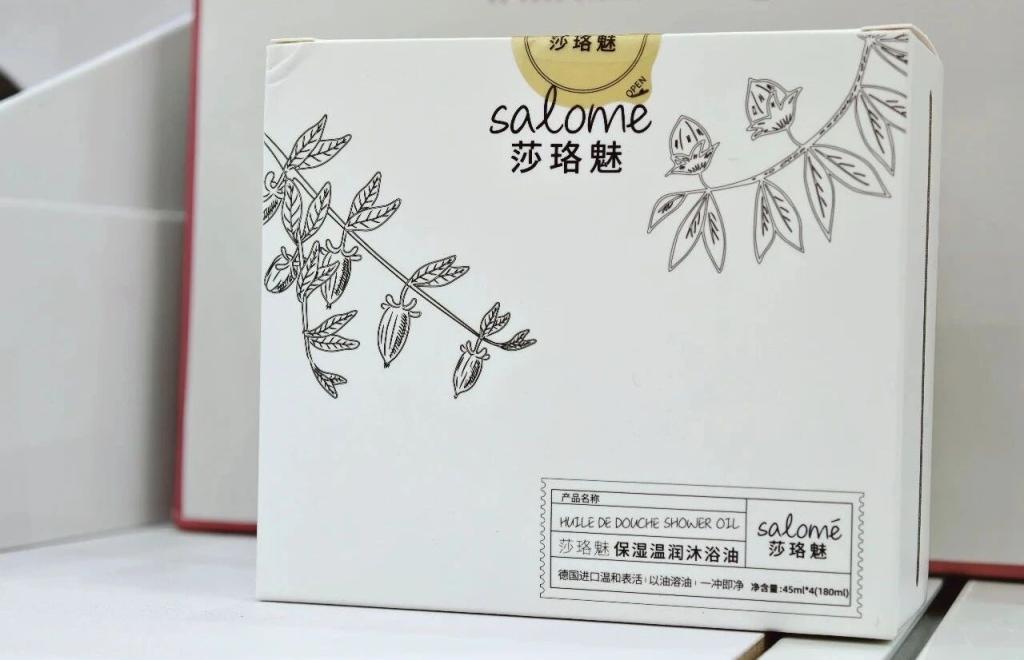 莎珞魅
OPEN
salomé
莎珞魅
产品名称
HUILE DE DOUCHE SHOWER OIL
莎珞魅 保湿温润沐浴油
德国进口温和表活 | 以油溶油 | 一冲即净 净含量:45ml*4(180ml)
salomé
莎珞魅